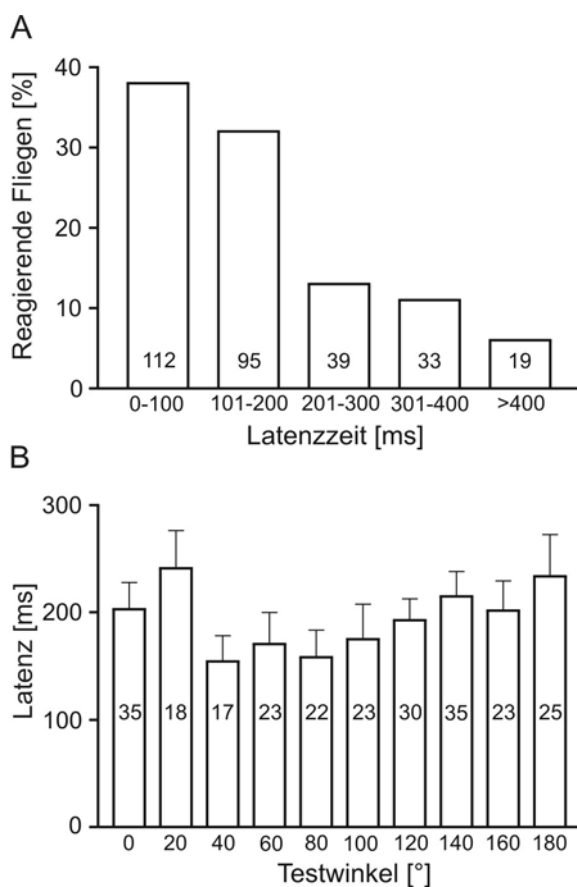 A
40
30
20
10
0
Reagierende Fliegen [%]
112 95 39 33 19
0-100 101-200 201-300 301-400 >400
Latenzzeit [ms]
B
300
200
100
0
Latenz [ms]
35 18 17 23 22 23 30 35 23 25
0 20 40 60 80 100 120 140 160 180
Testwinkel [°]